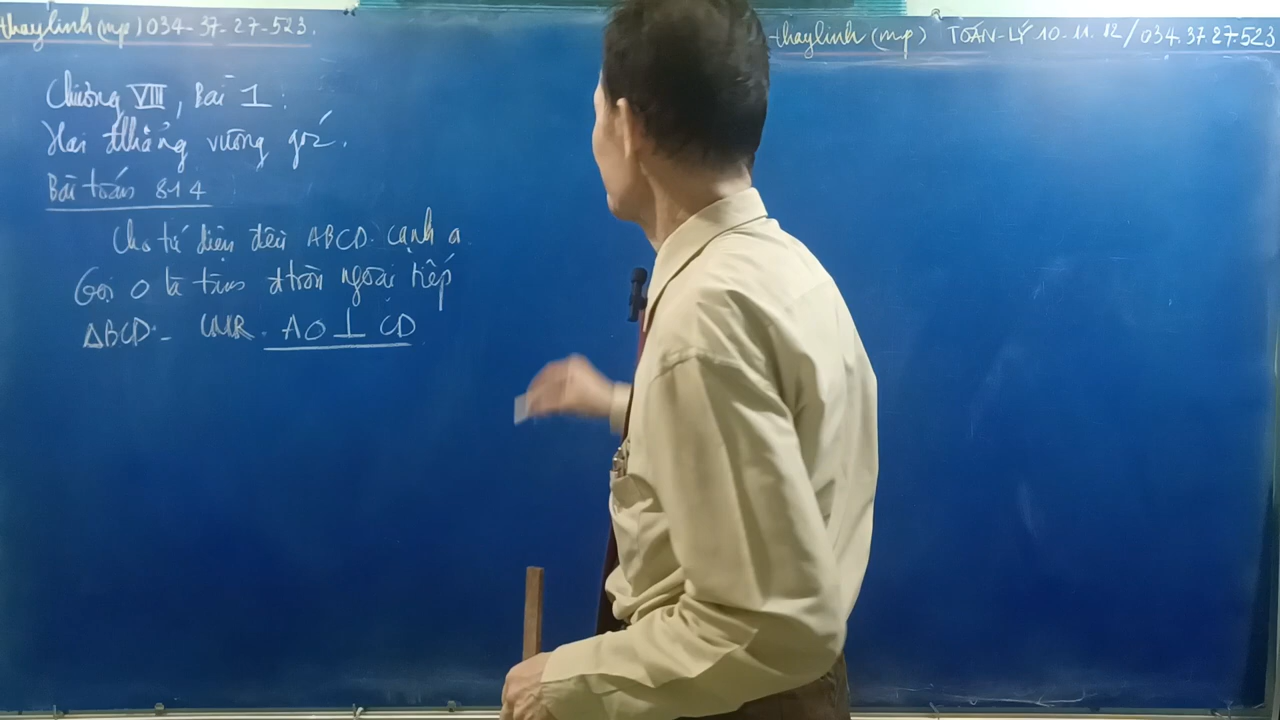 thaylinh (mp) 034-37-27-523.
thaylinh (mp) TOÁN-LÝ 10-11.12/034.37 27-523
Chương VIII, Bài 1:
Hai đthẳng vuông góc.
Bài toán 814
Cho tứ diện đều ABCD. cạnh a.
Gọi O là tâm đtròn ngoại tiếp
ΔBCD. CMR. AO⊥CD